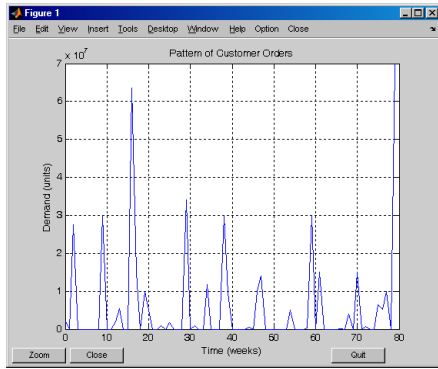 Figure 1
File Edit View Insert Tools Desktop Window Help Option Close
x 10^7
Pattern of Customer Orders
7
6
5
4
3
2
1
0
Demand (units)
0 10 20 30 40 50 60 70 80
Time (weeks)
Zoom Close Quit